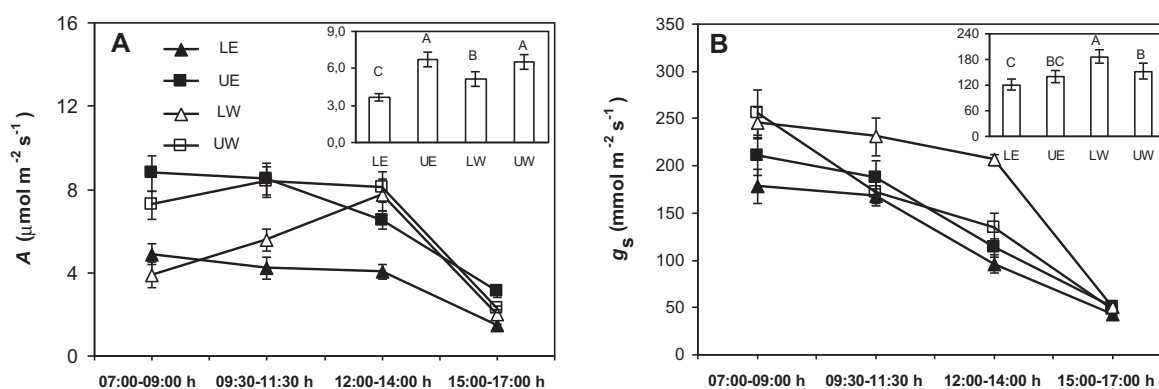 A
LE
UE
LW
UW
A (μmol m⁻² s⁻¹)
16
12
8
4
0
07:00-09:00 h 09:30-11:30 h 12:00-14:00 h 15:00-17:00 h
9,0
6,0
3,0
0,0
C A B A
LE UE LW UW
B
gs (mmol m⁻² s⁻¹)
350
300
250
200
150
100
50
0
07:00-09:00 h 09:30-11:30 h 12:00-14:00 h 15:00-17:00 h
240
180
120
60
0
C BC A B
LE UE LW UW